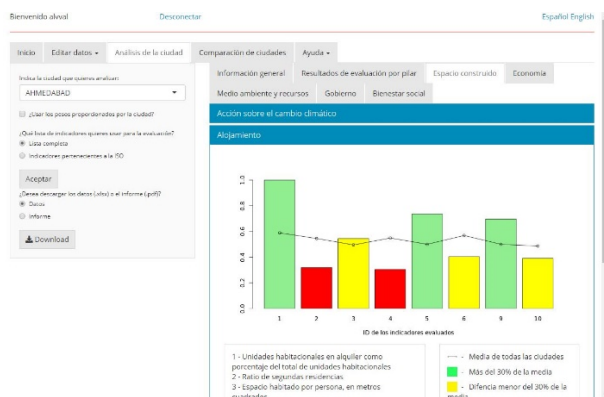 Bienvenido alvval Desconectar Español English
Inicio Editar datos Análisis de la ciudad Comparación de ciudades Ayuda
Indica la ciudad que quieres analizar:
AHMEDABAD
¿Usar los pesos proporcionados por la ciudad?
¿Qué lista de indicadores quieres usar para la evaluación?
Lista completa
Indicadores pertenecientes a la ISO
Aceptar
¿Desea descargar los datos (.xlsx) o el informe (.pdf)?
Datos
Informe
Download
Información general Resultados de evaluación por pilar Espacio construido Economía
Medio ambiente y recursos Gobierno Bienestar social
Acción sobre el cambio climático
Alojamiento
1.0
0.8
0.6
0.4
0.2
0
1 2 3 4 5 6 9 10
ID de los indicadores evaluados
1 - Unidades habitacionales en alquiler como
porcentaje del total de unidades habitacionales
2 - Ratio de segundas residencias
3 - Espacio habitado por persona, en metros
cuadrados
- Media de todas las ciudades
- Más del 30% de la media
- Difencia menor del 30% de la
media